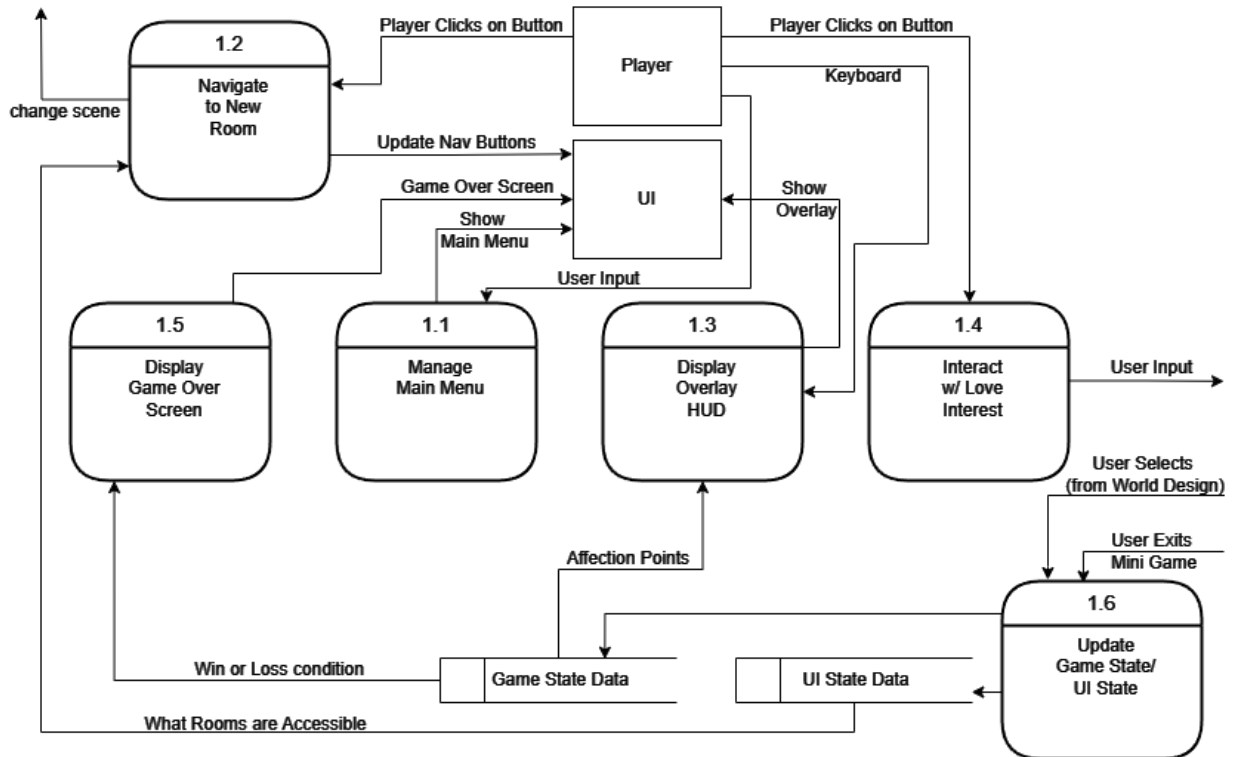 Player Clicks on Button
Player Clicks on Button
1.2
Player
Keyboard
Navigate
to New
Room
change scene
Update Nav Buttons
Game Over Screen
UI
Show
Overlay
Show
Main Menu
User Input
1.5
1.1
1.3
1.4
Display
Game Over
Screen
Manage
Main Menu
Display
Overlay
HUD
Interact
w/ Love
Interest
User Input
User Selects
(from World Design)
User Exits
Mini Game
Affection Points
1.6
Update
Game State/
UI State
Win or Loss condition
Game State Data
UI State Data
What Rooms are Accessible